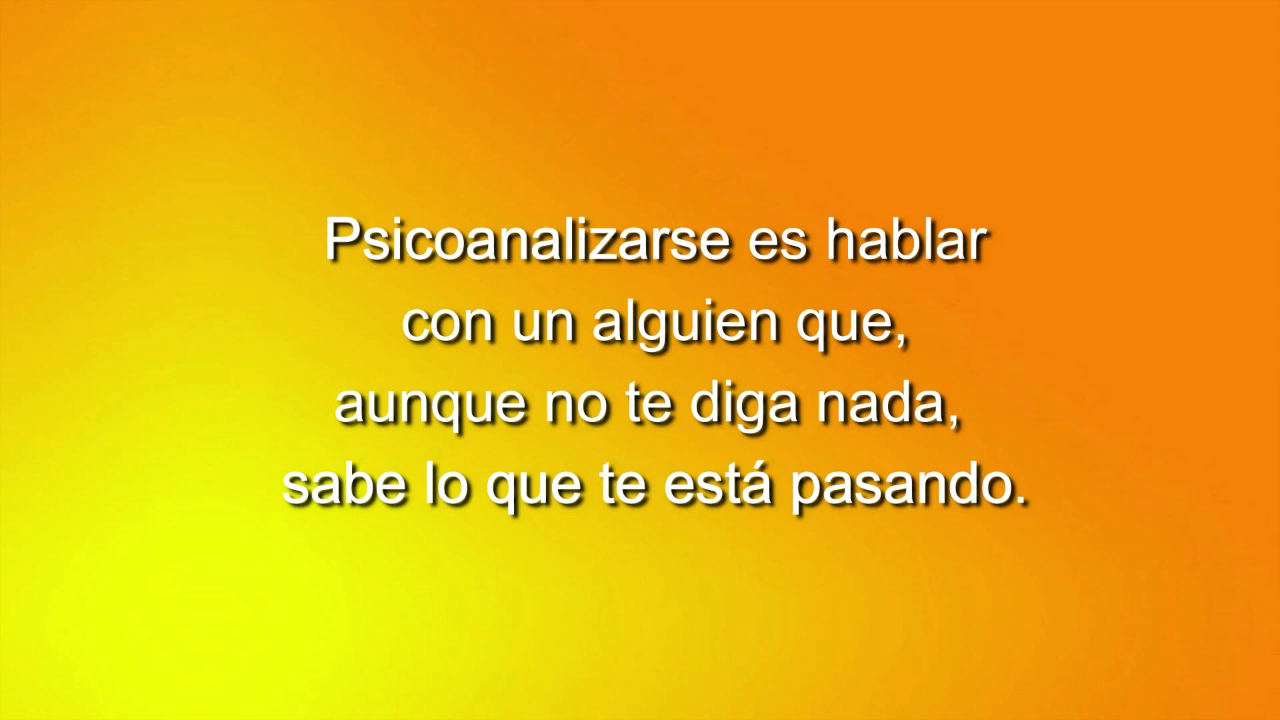 Psicoanalizarse es hablar
con un alguien que,
aunque no te diga nada,
sabe lo que te está pasando.